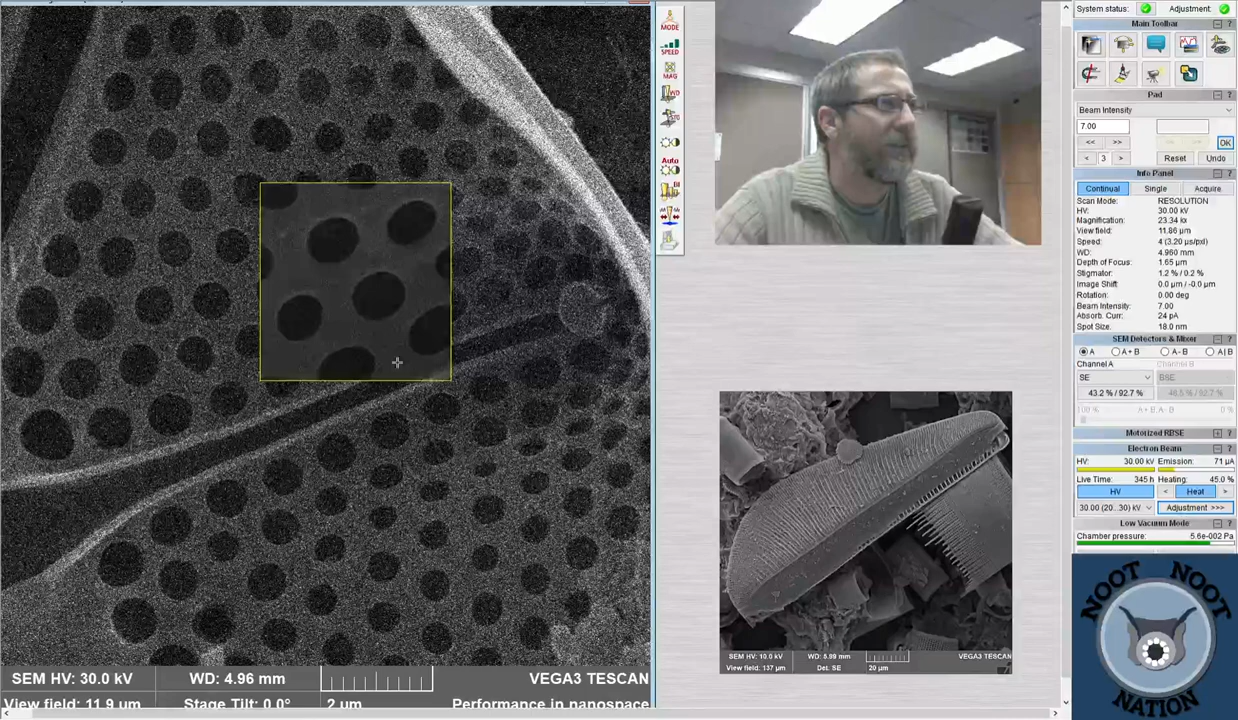 SEM HV: 30.0 kV
WD: 4.96 mm
VEGA3 TESCAN
View field: 11.9 µm
Stage Tilt: 0.0°
2 um
Performance in nanospace
MODE
SPEED
MAG
WD
Auto
SEM HV: 10.0 kV
WD: 5.99 mm
VEGA3 TESCAN
View field: 137 µm
Det: SE
20 µm
System status:
Adjustment:
Main Toolbar
Pad
Beam Intensity
7.00
<< >>
OK
< 3 >
Reset
Undo
Info Panel
Continual
Single
Acquire
Scan Mode: RESOLUTION
HV: 30.00 kV
Magnification: 23.34 kx
View field: 11.86 µm
Speed: 4 (3.20 µs/pxl)
WD: 4.960 mm
Depth of Focus: 1.65 µm
Stigmator: 1.2 % / 0.2 %
Image Shift: 0.0 µm / -0.0 µm
Rotation: 0.00 deg
Beam Intensity: 7.00
Absorb. Curr: 24 pA
Spot Size: 18.0 nm
SEM Detectors & Mixer
A
A + B
A - B
A | B
Channel A
Channel B
SE
BSE
43.2 % / 92.7 %
100 %
A + B,A - B
0 %
Motorized RBSE
Electron Beam
HV: 30.00 kV
Emission: 71 µA
Live Time: 345 h
Heating: 45.0 %
HV
< Heat >
30.00 (20...30) kV
Adjustment >>>
Low Vacuum Mode
Chamber pressure: 5.6e-002 Pa
NOOT NOOT
NATION